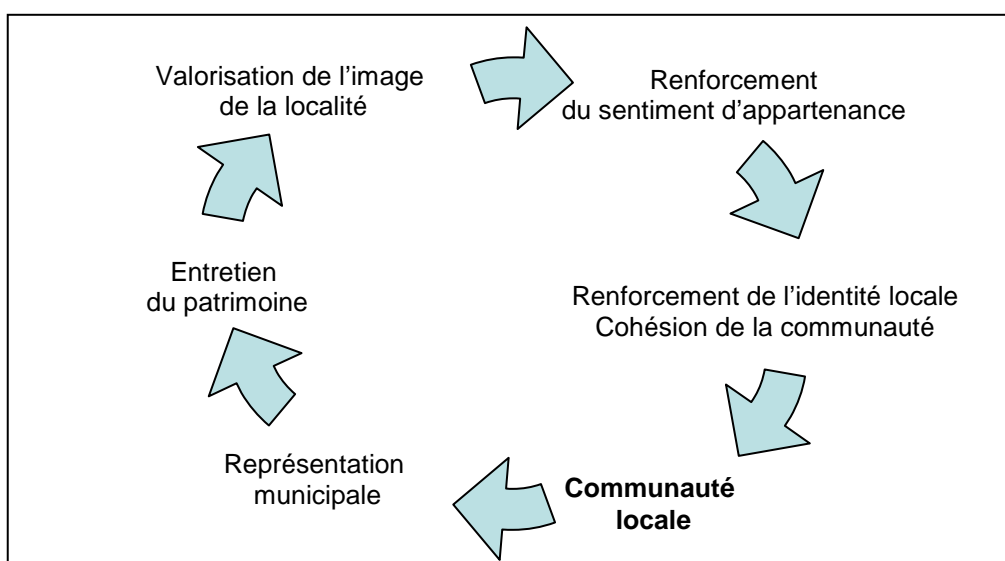 Valorisation de l’image
de la localité
Renforcement
du sentiment d’appartenance
Renforcement de l’identité locale
Cohésion de la communauté
Communauté
locale
Représentation
municipale
Entretien
du patrimoine